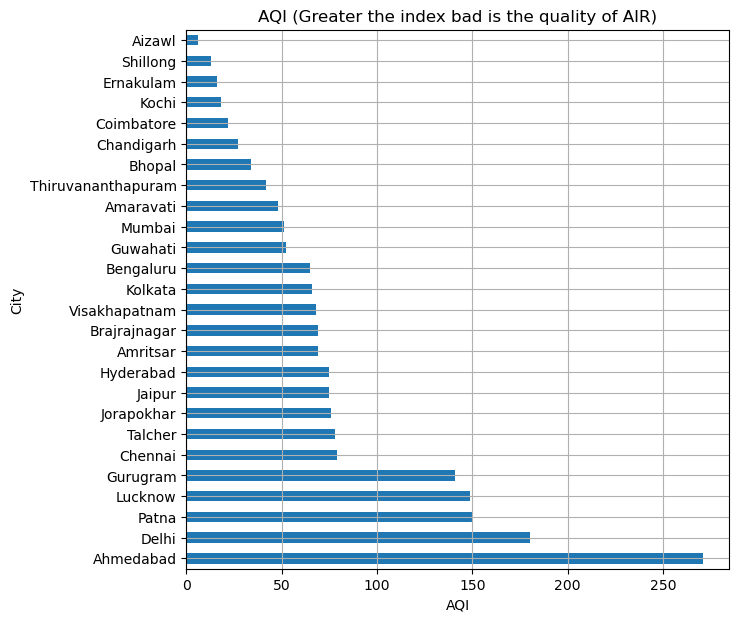 AQI (Greater the index bad is the quality of AIR)
Aizawl
Shillong
Ernakulam
Kochi
Coimbatore
Chandigarh
Bhopal
Thiruvananthapuram
Amaravati
Mumbai
Guwahati
Bengaluru
Kolkata
Visakhapatnam
Brajrajnagar
Amritsar
Hyderabad
Jaipur
Jorapokhar
Talcher
Chennai
Gurugram
Lucknow
Patna
Delhi
Ahmedabad
City
0 50 100 150 200 250
AQI